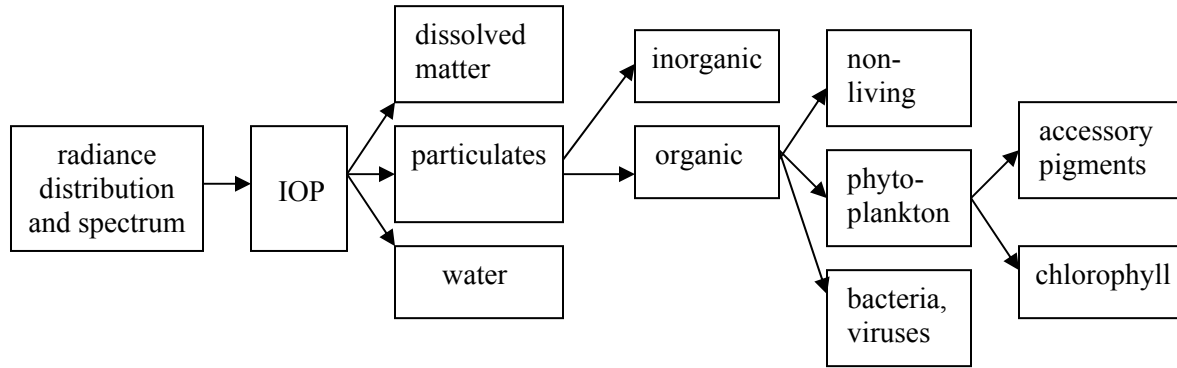 radiance
distribution
and spectrum
IOP
dissolved
matter
particulates
water
inorganic
organic
non-
living
phyto-
plankton
bacteria,
viruses
accessory
pigments
chlorophyll